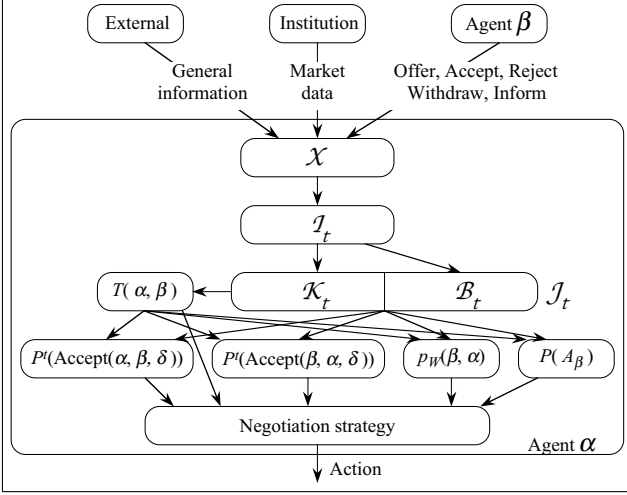 External
Institution
Agent β
General
information
Market
data
Offer, Accept, Reject
Withdraw, Inform
𝒳
ℐ_t
T( α, β )
𝒦_t
ℬ_t
𝒥_t
P^t(Accept(α, β, δ))
P^t(Accept(β, α, δ))
p_W(β, α)
P( A_β )
Negotiation strategy
Agent α
Action